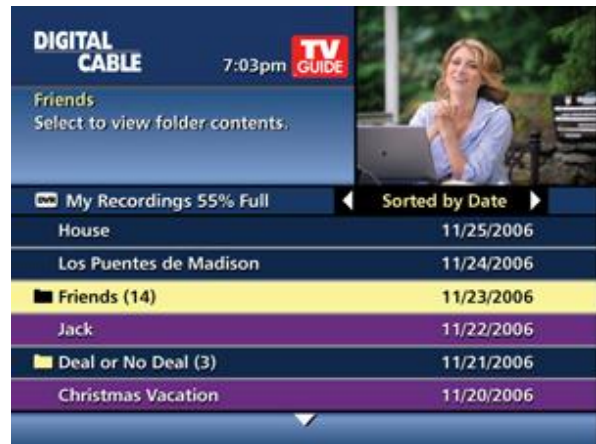 DIGITAL
CABLE
7:03pm TV GUIDE
Friends
Select to view folder contents.
DVR My Recordings 55% Full Sorted by Date
House 11/25/2006
Los Puentes de Madison 11/24/2006
Friends (14) 11/23/2006
Jack 11/22/2006
Deal or No Deal (3) 11/21/2006
Christmas Vacation 11/20/2006